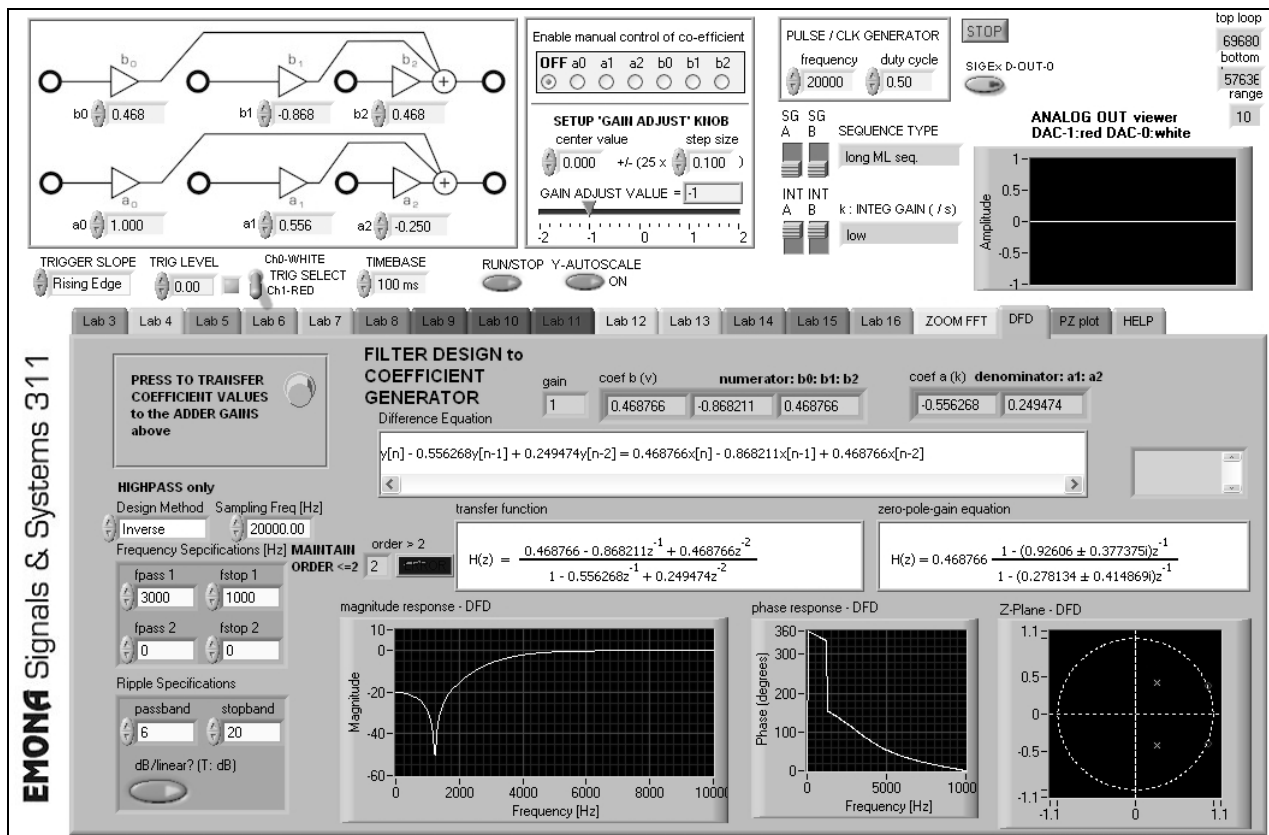 b0
b1
b2
b0 0.468
b1 -0.868
b2 0.468
a0
a1
a2
a0 1.000
a1 0.556
a2 -0.250
Enable manual control of co-efficient
OFF a0 a1 a2 b0 b1 b2
SETUP 'GAIN ADJUST' KNOB
center value step size
0.000 +/- (25 x 0.100 )
GAIN ADJUST VALUE = -1
-2 -1 0 1 2
PULSE / CLK GENERATOR
frequency duty cycle
20000 0.50
STOP
SIGEx D-OUT-0
top loop
69680
bottom
57636
range
10
SG SG
A B
SEQUENCE TYPE
long ML seq.
INT INT
A B
k : INTEG GAIN ( / s)
low
ANALOG OUT viewer
DAC-1:red DAC-0:white
Amplitude
1
0.5
0
-0.5
-1
TRIGGER SLOPE
Rising Edge
TRIG LEVEL
0.00
Ch0-WHITE
TRIG SELECT
Ch1-RED
TIMEBASE
100 ms
RUN/STOP
Y-AUTOSCALE
ON
Lab 3 Lab 4 Lab 5 Lab 6 Lab 7 Lab 8 Lab 9 Lab 10 Lab 11 Lab 12 Lab 13 Lab 14 Lab 15 Lab 16 ZOOM FFT DFD PZ plot HELP
EMONA Signals & Systems 311
PRESS TO TRANSFER
COEFFICIENT VALUES
to the ADDER GAINS
above
FILTER DESIGN to
COEFFICIENT
GENERATOR
gain
1
coef b (v) numerator: b0: b1: b2
0.468766 -0.868211 0.468766
coef a (k) denominator: a1: a2
-0.556268 0.249474
Difference Equation
y[n] - 0.556268y[n-1] + 0.249474y[n-2] = 0.468766x[n] - 0.868211x[n-1] + 0.468766x[n-2]
HIGHPASS only
Design Method Sampling Freq [Hz]
Inverse 20000.00
Frequency Sepcifications [Hz]
MAINTAIN
ORDER <=2
order > 2
2
fpass 1 fstop 1
3000 1000
fpass 2 fstop 2
0 0
Ripple Specifications
passband stopband
6 20
dB/linear? (T: dB)
transfer function
H(z) = 0.468766 - 0.868211z-1 + 0.468766z-2
1 - 0.556268z-1 + 0.249474z-2
zero-pole-gain equation
H(z) = 0.468766 1 - (0.92606 ± 0.377375i)z-1
1 - (0.278134 ± 0.414869i)z-1
magnitude response - DFD
Magnitude
10
0
-20
-40
-60
0 2000 4000 6000 8000 1000
Frequency [Hz]
phase response - DFD
Phase (degrees)
360
300
200
100
0
0 5000 1000
Frequency [Hz]
Z-Plane - DFD
1.1
0.5
0
-0.5
-1.1
-1.1 0 1.1